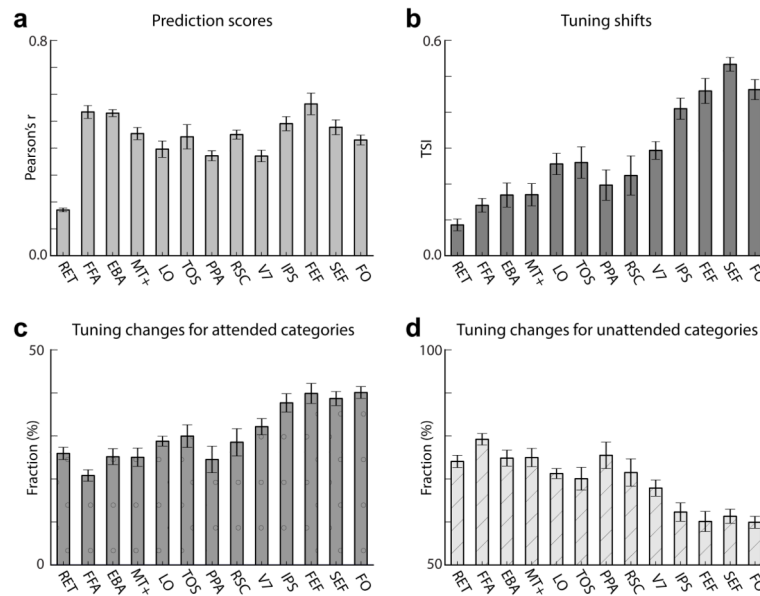 a Prediction scores
0.8
Pearson's r
0.0
RET FFA EBA MT+ LO TOS PPA RSC V7 IPS FEF SEF FO
b Tuning shifts
0.6
TSI
0.0
RET FFA EBA MT+ LO TOS PPA RSC V7 IPS FEF SEF FO
c Tuning changes for attended categories
50
Fraction (%)
0
RET FFA EBA MT+ LO TOS PPA RSC V7 IPS FEF SEF FO
d Tuning changes for unattended categories
100
Fraction (%)
50
RET FFA EBA MT+ LO TOS PPA RSC V7 IPS FEF SEF FO